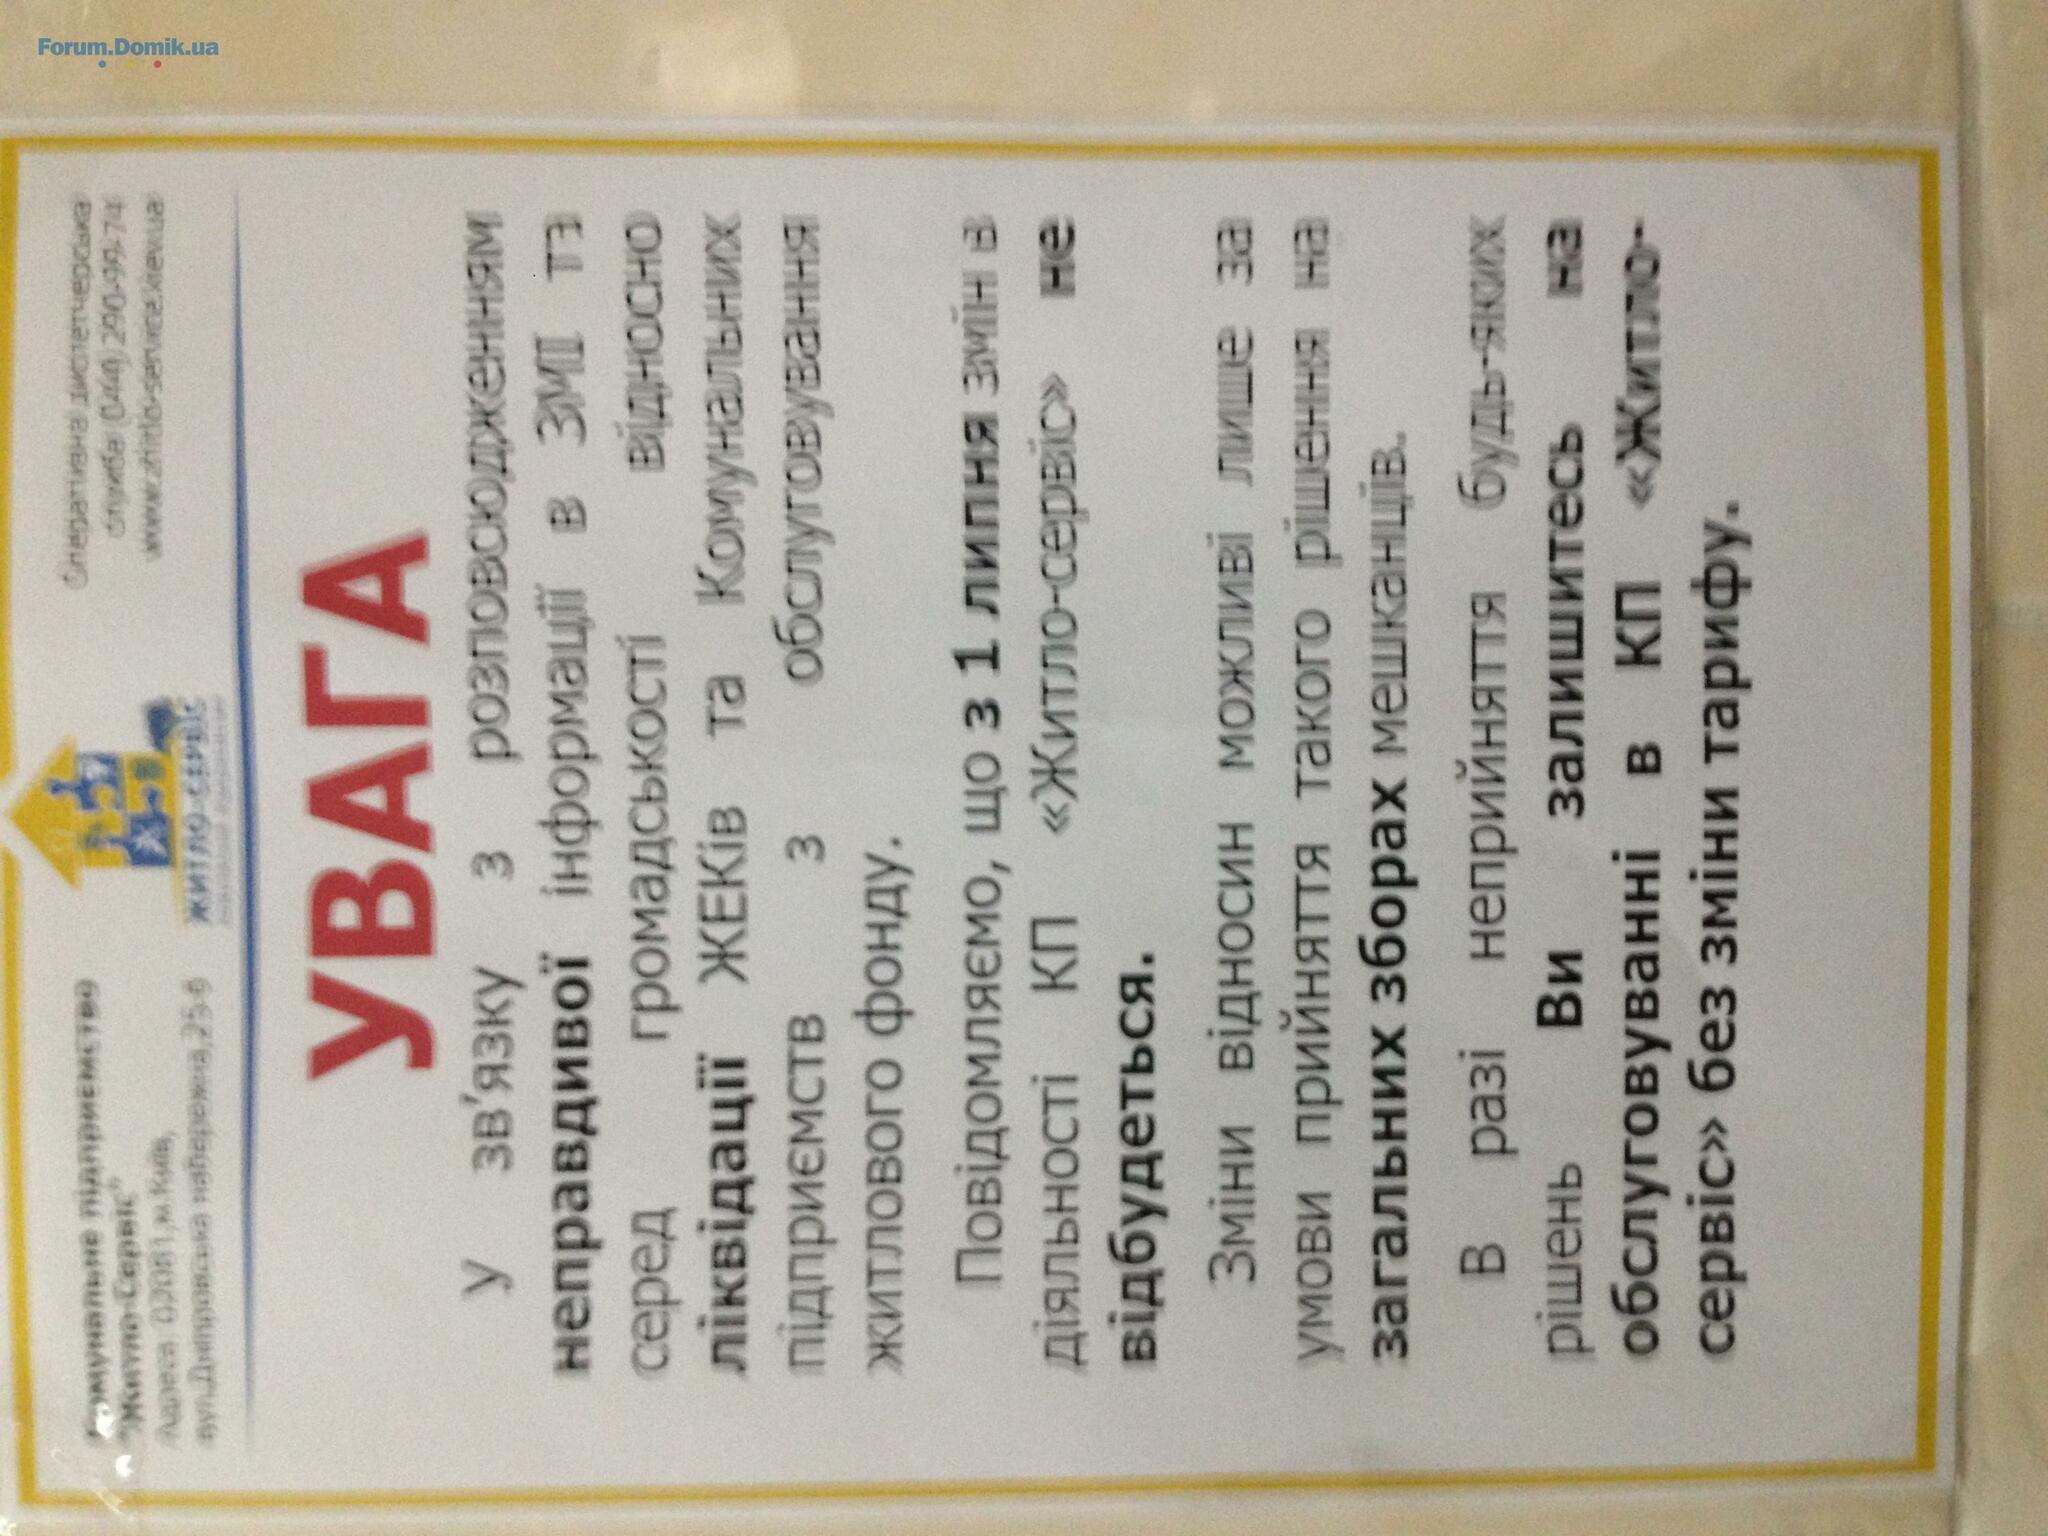 Forum.Domik.ua
Комунальне підприємство
"Житло-Сервіс"
Адреса 02081,м.Київ,
вул.Дніпровська набережна,25-б
ЖИТЛО-СЕРВІС
Оперативна диспетчерська
служба (044) 290-99-74
www.zhitlo-service.kiev.ua
УВАГА
У зв'язку з розповсюдженням
неправдивої інформації в ЗМІ та
серед громадськості відносно
ліквідації ЖЕКів та Комунальних
підприємств з обслуговування
житлового фонду.
Повідомляємо, що з 1 липня змін в
діяльності КП «Житло-сервіс» не
відбудеться.
Зміни відносин можливі лише за
умови прийняття такого рішення на
загальних зборах мешканців.
В разі неприйняття будь-яких
рішень Ви залишитесь на
обслуговуванні в КП «Житло-
сервіс» без зміни тарифу.